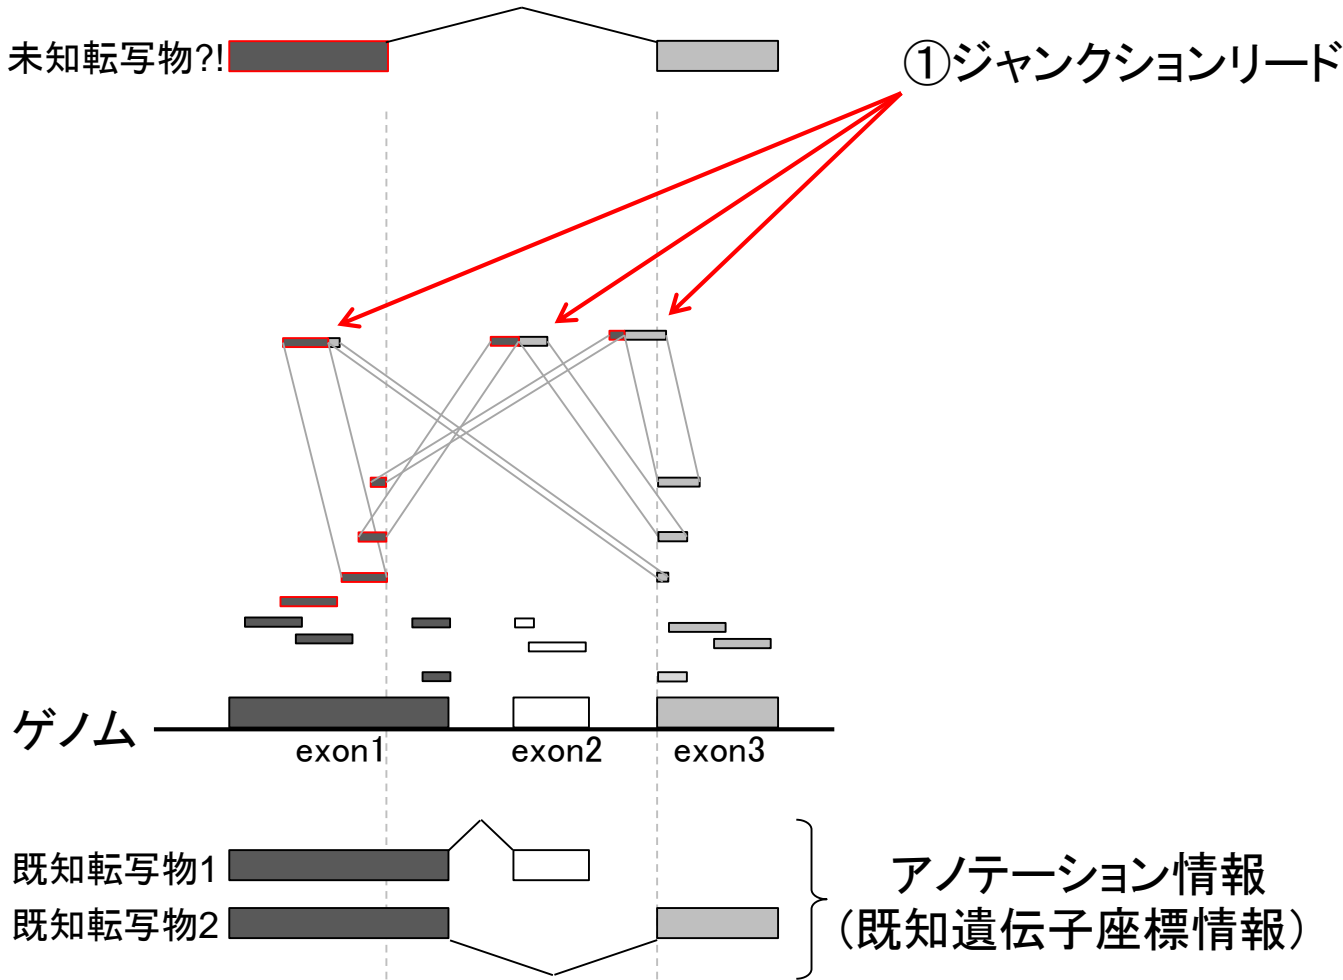 未知転写物?!
①ジャンクションリード
ゲノム
exon1
exon2
exon3
既知転写物1
既知転写物2
アノテーション情報
(既知遺伝子座標情報)